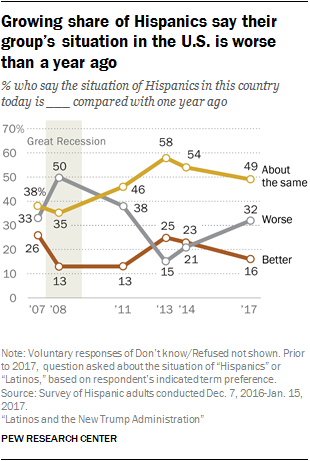 Growing share of Hispanics say their
group's situation in the U.S. is worse
than a year ago
% who say the situation of Hispanics in this country
today is ___ compared with one year ago
70%
60
50
40
30
20
10
0
Great Recession
38%
35
46
58
54
49
About
the same
33
50
38
15
21
32
Worse
26
13
13
25
23
16
Better
'07 '08 '11 '13 '14 '17
Note: Voluntary responses of Don't know/Refused not shown. Prior
to 2017, question asked about the situation of "Hispanics" or
"Latinos," based on respondent's indicated term preference.
Source: Survey of Hispanic adults conducted Dec. 7, 2016-Jan. 15,
2017.
"Latinos and the New Trump Administration"
PEW RESEARCH CENTER